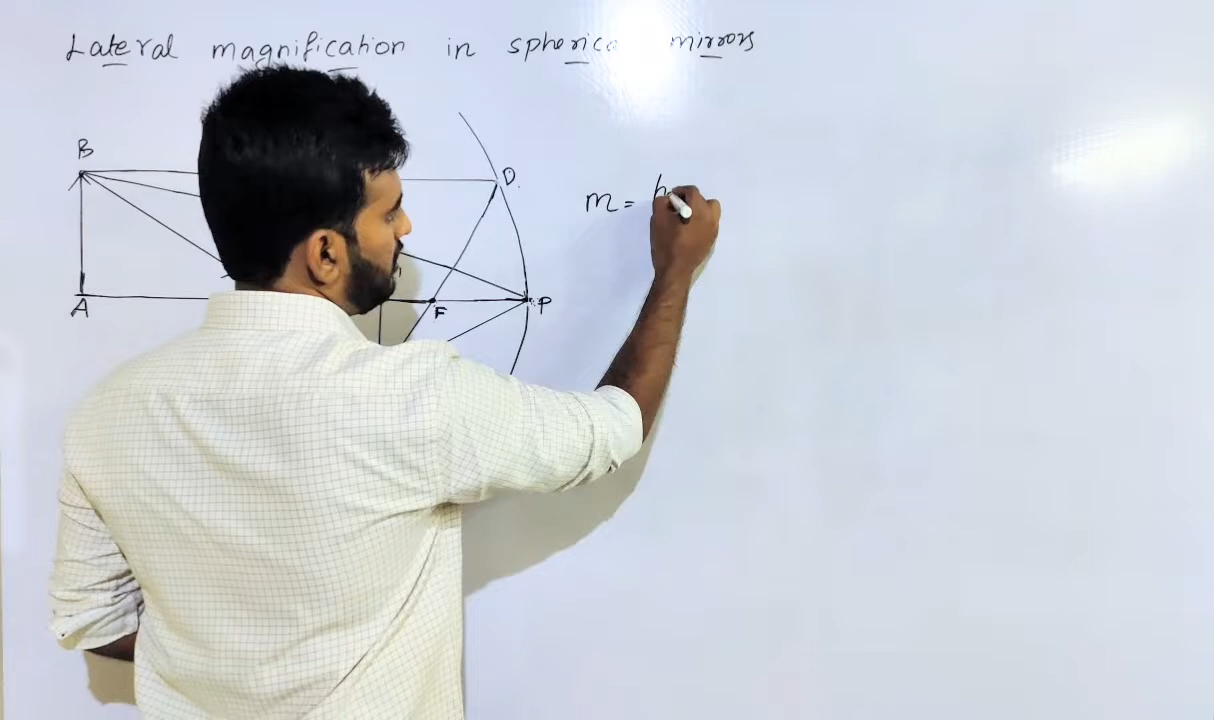 Lateral magnification in spherica mirrors
B
D.
m = h
A
F
P